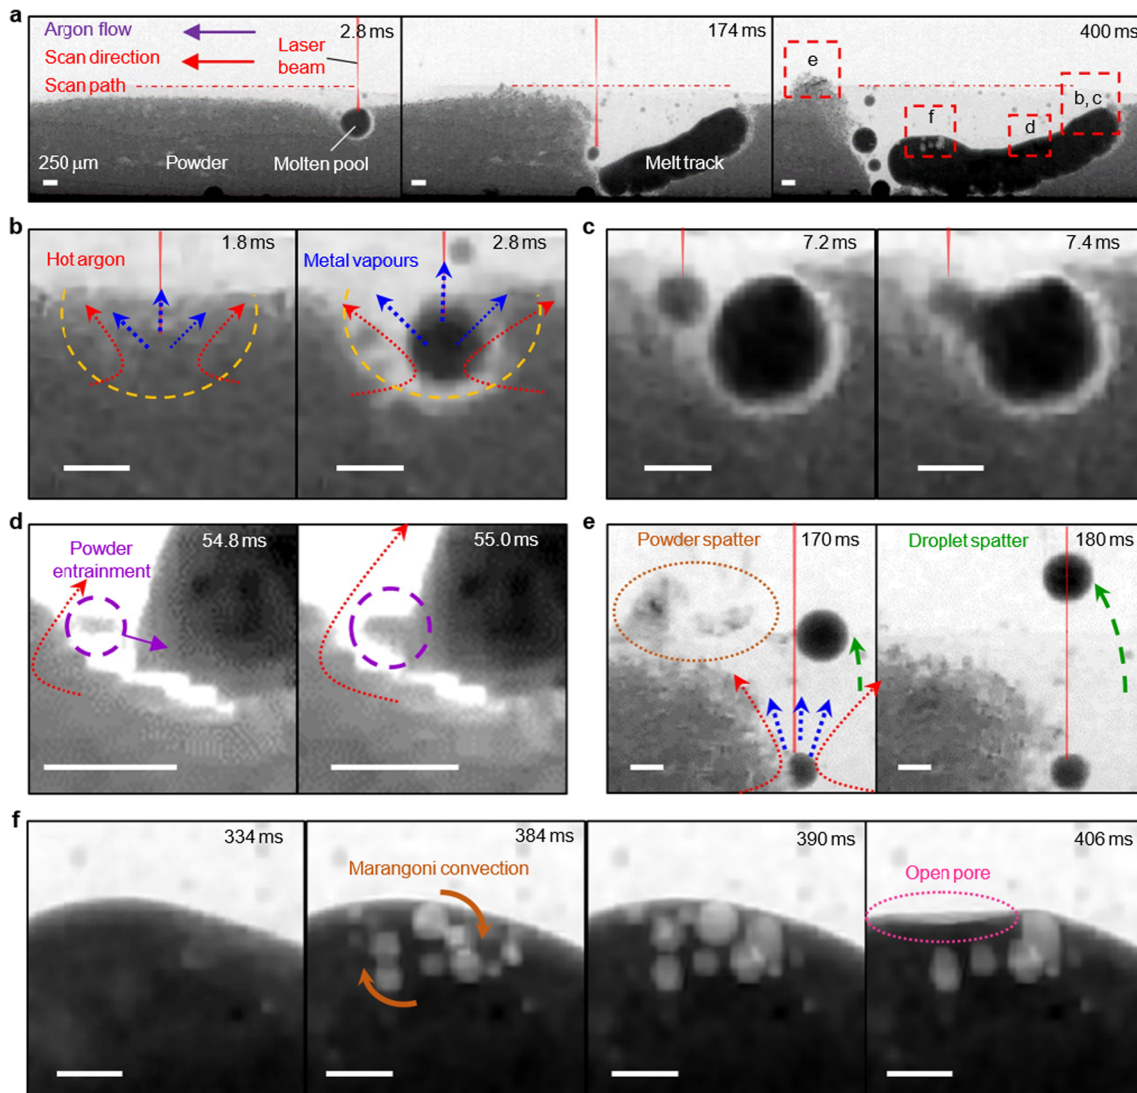 a
Argon flow
Scan direction
Scan path
Laser
beam
2.8 ms
250 μm
Powder
Molten pool
174 ms
Melt track
400 ms
e
f
d
b, c
b
Hot argon
1.8 ms
Metal vapours
2.8 ms
c
7.2 ms
7.4 ms
d
Powder
entrainment
54.8 ms
55.0 ms
e
Powder spatter
170 ms
Droplet spatter
180 ms
f
334 ms
384 ms
Marangoni convection
390 ms
406 ms
Open pore